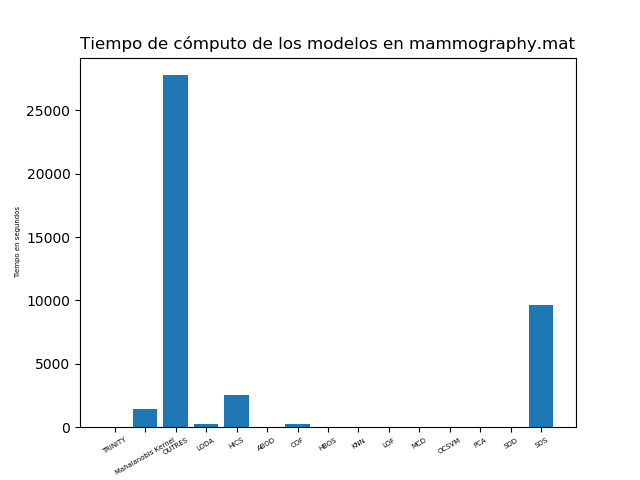 Tiempo de cómputo de los modelos en mammography.mat
25000
20000
15000
10000
5000
0
Tiempo en segundos
TRINITY
Mahalanobis Kernel
OUTRES
LODA
HICS
ABOD
COF
HBOS
KNN
LOF
MCD
OCSVM
PCA
SOD
SOS